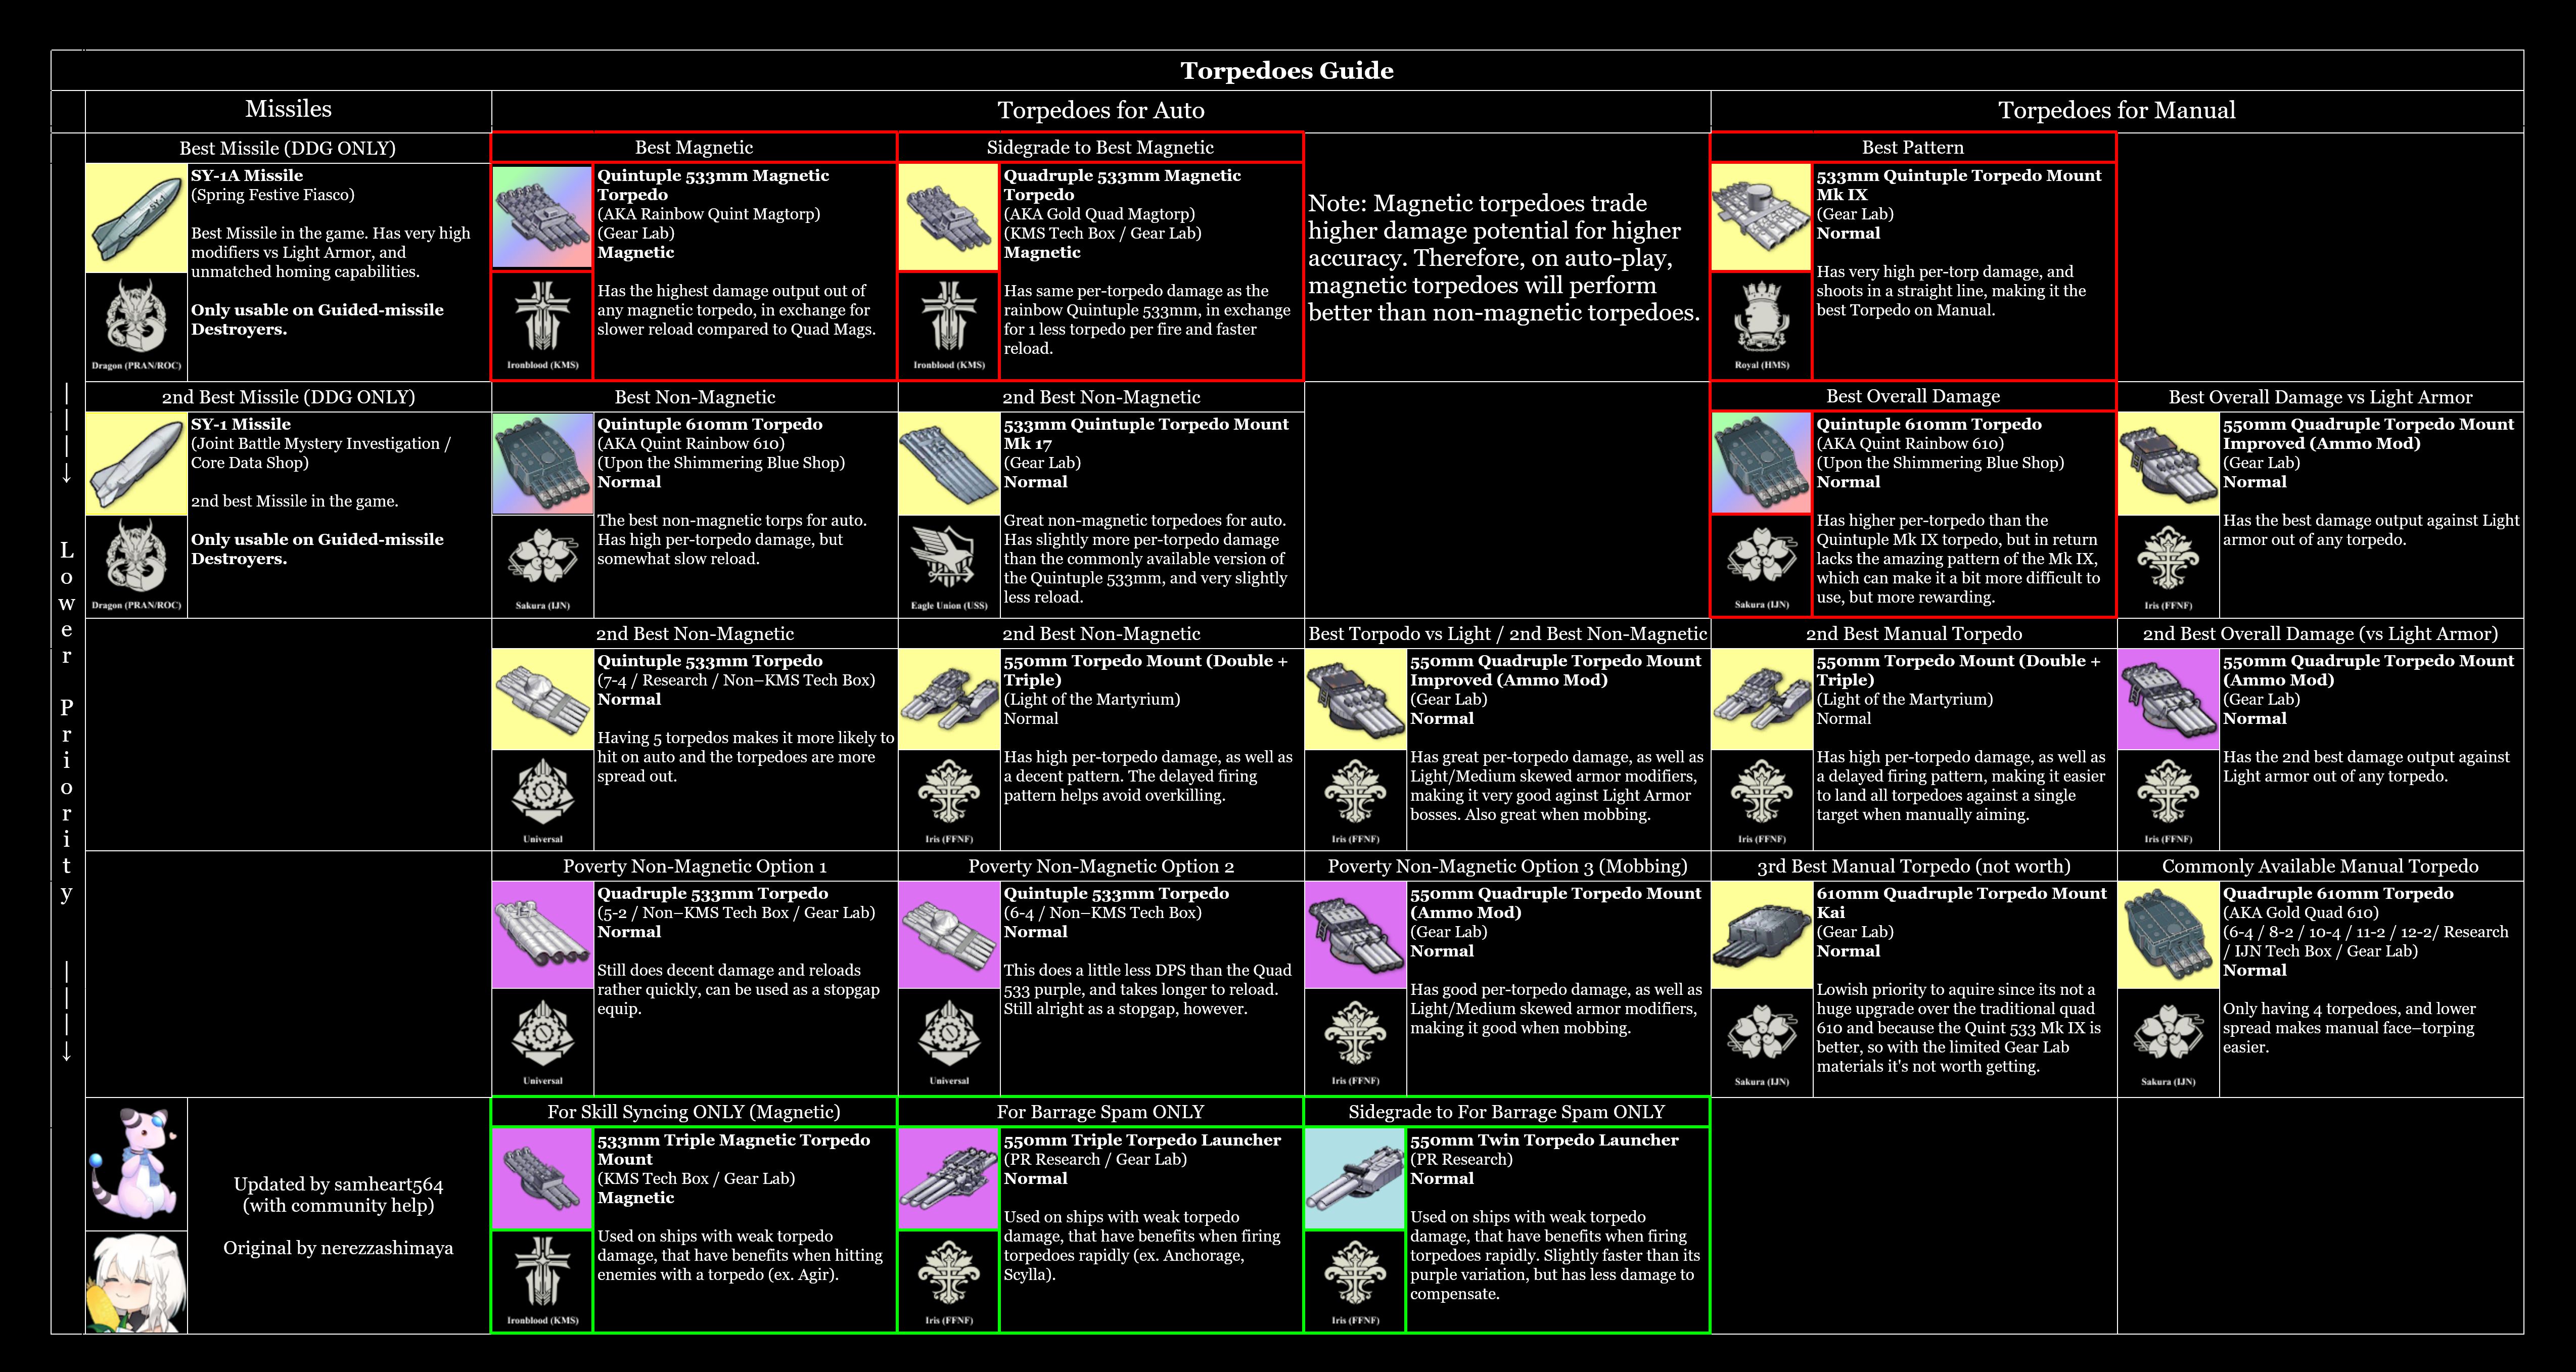 Torpedoes Guide
Missiles
Torpedoes for Auto
Torpedoes for Manual
Lower Priority
Best Missile (DDG ONLY)
SY-1A Missile
(Spring Festive Fiasco)
Best Missile in the game. Has very high
modifiers vs Light Armor, and
unmatched homing capabilities.
Only usable on Guided-missile
Destroyers.
Dragon (PRAN/ROC)
Best Magnetic
Quintuple 533mm Magnetic
Torpedo
(AKA Rainbow Quint Magtorp)
(Gear Lab)
Magnetic
Has the highest damage output out of
any magnetic torpedo, in exchange for
slower reload compared to Quad Mags.
Ironblood (KMS)
Sidegrade to Best Magnetic
Quadruple 533mm Magnetic
Torpedo
(AKA Gold Quad Magtorp)
(KMS Tech Box / Gear Lab)
Magnetic
Has same per-torpedo damage as the
rainbow Quintuple 533mm, in exchange
for 1 less torpedo per fire and faster
reload.
Ironblood (KMS)
Note: Magnetic torpedoes trade
higher damage potential for higher
accuracy. Therefore, on auto-play,
magnetic torpedoes will perform
better than non-magnetic torpedoes.
Best Pattern
533mm Quintuple Torpedo Mount
Mk IX
(Gear Lab)
Normal
Has very high per-torp damage, and
shoots in a straight line, making it the
best Torpedo on Manual.
Royal (HMS)
2nd Best Missile (DDG ONLY)
SY-1 Missile
(Joint Battle Mystery Investigation /
Core Data Shop)
2nd best Missile in the game.
Only usable on Guided-missile
Destroyers.
Dragon (PRAN/ROC)
Best Non-Magnetic
Quintuple 610mm Torpedo
(AKA Quint Rainbow 610)
(Upon the Shimmering Blue Shop)
Normal
The best non-magnetic torps for auto.
Has high per-torpedo damage, but
somewhat slow reload.
Sakura (IJN)
2nd Best Non-Magnetic
533mm Quintuple Torpedo Mount
Mk 17
(Gear Lab)
Normal
Great non-magnetic torpedoes for auto.
Has slightly more per-torpedo damage
than the commonly available version of
the Quintuple 533mm, and very slightly
less reload.
Eagle Union (USS)
Best Overall Damage
Quintuple 610mm Torpedo
(AKA Quint Rainbow 610)
(Upon the Shimmering Blue Shop)
Normal
Has higher per-torpedo than the
Quintuple Mk IX torpedo, but in return
lacks the amazing pattern of the Mk IX,
which can make it a bit more difficult to
use, but more rewarding.
Sakura (IJN)
Best Overall Damage vs Light Armor
550mm Quadruple Torpedo Mount
Improved (Ammo Mod)
(Gear Lab)
Normal
Has the best damage output against Light
armor out of any torpedo.
Iris (FFNF)
2nd Best Non-Magnetic
Quintuple 533mm Torpedo
(7-4 / Research / Non–KMS Tech Box)
Normal
Having 5 torpedos makes it more likely to
hit on auto and the torpedoes are more
spread out.
Universal
2nd Best Non-Magnetic
550mm Torpedo Mount (Double +
Triple)
(Light of the Martyrium)
Normal
Has high per-torpedo damage, as well as
a decent pattern. The delayed firing
pattern helps avoid overkilling.
Iris (FFNF)
Best Torpodo vs Light / 2nd Best Non-Magnetic
550mm Quadruple Torpedo Mount
Improved (Ammo Mod)
(Gear Lab)
Normal
Has great per-torpedo damage, as well as
Light/Medium skewed armor modifiers,
making it very good aginst Light Armor
bosses. Also great when mobbing.
Iris (FFNF)
2nd Best Manual Torpedo
550mm Torpedo Mount (Double +
Triple)
(Light of the Martyrium)
Normal
Has high per-torpedo damage, as well as
a delayed firing pattern, making it easier
to land all torpedoes against a single
target when manually aiming.
Iris (FFNF)
2nd Best Overall Damage (vs Light Armor)
550mm Quadruple Torpedo Mount
(Ammo Mod)
(Gear Lab)
Normal
Has the 2nd best damage output against
Light armor out of any torpedo.
Iris (FFNF)
Poverty Non-Magnetic Option 1
Quadruple 533mm Torpedo
(5-2 / Non–KMS Tech Box / Gear Lab)
Normal
Still does decent damage and reloads
rather quickly, can be used as a stopgap
equip.
Universal
Poverty Non-Magnetic Option 2
Quintuple 533mm Torpedo
(6-4 / Non–KMS Tech Box)
Normal
This does a little less DPS than the Quad
533 purple, and takes longer to reload.
Still alright as a stopgap, however.
Universal
Poverty Non-Magnetic Option 3 (Mobbing)
550mm Quadruple Torpedo Mount
(Ammo Mod)
(Gear Lab)
Normal
Has good per-torpedo damage, as well as
Light/Medium skewed armor modifiers,
making it good when mobbing.
Iris (FFNF)
3rd Best Manual Torpedo (not worth)
610mm Quadruple Torpedo Mount
Kai
(Gear Lab)
Normal
Lowish priority to aquire since its not a
huge upgrade over the traditional quad
610 and because the Quint 533 Mk IX is
better, so with the limited Gear Lab
materials it's not worth getting.
Sakura (IJN)
Commonly Available Manual Torpedo
Quadruple 610mm Torpedo
(AKA Gold Quad 610)
(6-4 / 8-2 / 10-4 / 11-2 / 12-2/ Research
/ IJN Tech Box / Gear Lab)
Normal
Only having 4 torpedoes, and lower
spread makes manual face–torping
easier.
Sakura (IJN)
Updated by samheart564
(with community help)
Original by nerezzashimaya
For Skill Syncing ONLY (Magnetic)
533mm Triple Magnetic Torpedo
Mount
(KMS Tech Box / Gear Lab)
Magnetic
Used on ships with weak torpedo
damage, that have benefits when hitting
enemies with a torpedo (ex. Agir).
Ironblood (KMS)
For Barrage Spam ONLY
550mm Triple Torpedo Launcher
(PR Research / Gear Lab)
Normal
Used on ships with weak torpedo
damage, that have benefits when firing
torpedoes rapidly (ex. Anchorage,
Scylla).
Iris (FFNF)
Sidegrade to For Barrage Spam ONLY
550mm Twin Torpedo Launcher
(PR Research)
Normal
Used on ships with weak torpedo
damage, that have benefits when firing
torpedoes rapidly. Slightly faster than its
purple variation, but has less damage to
compensate.
Iris (FFNF)